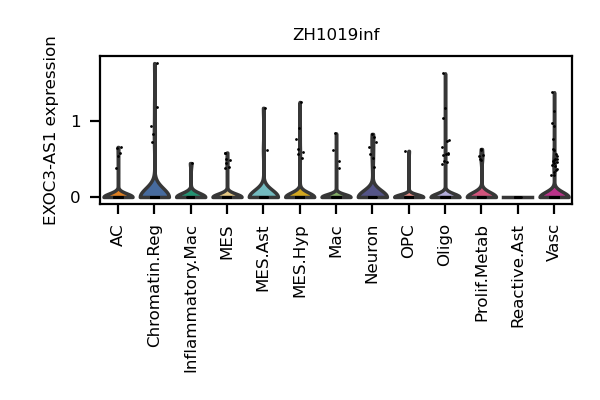 ZH1019inf
EXOC3-AS1 expression
1
0
AC
Chromatin.Reg
Inflammatory.Mac
MES
MES.Ast
MES.Hyp
Mac
Neuron
OPC
Oligo
Prolif.Metab
Reactive.Ast
Vasc